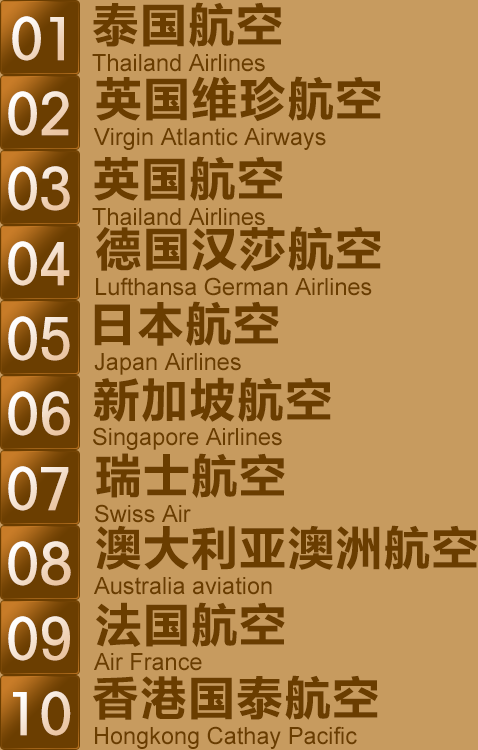 01 泰国航空
Thailand Airlines
02 英国维珍航空
Virgin Atlantic Airways
03 英国航空
Thailand Airlines
04 德国汉莎航空
Lufthansa German Airlines
05 日本航空
Japan Airlines
06 新加坡航空
Singapore Airlines
07 瑞士航空
Swiss Air
08 澳大利亚澳洲航空
Australia aviation
09 法国航空
Air France
10 香港国泰航空
Hongkong Cathay Pacific